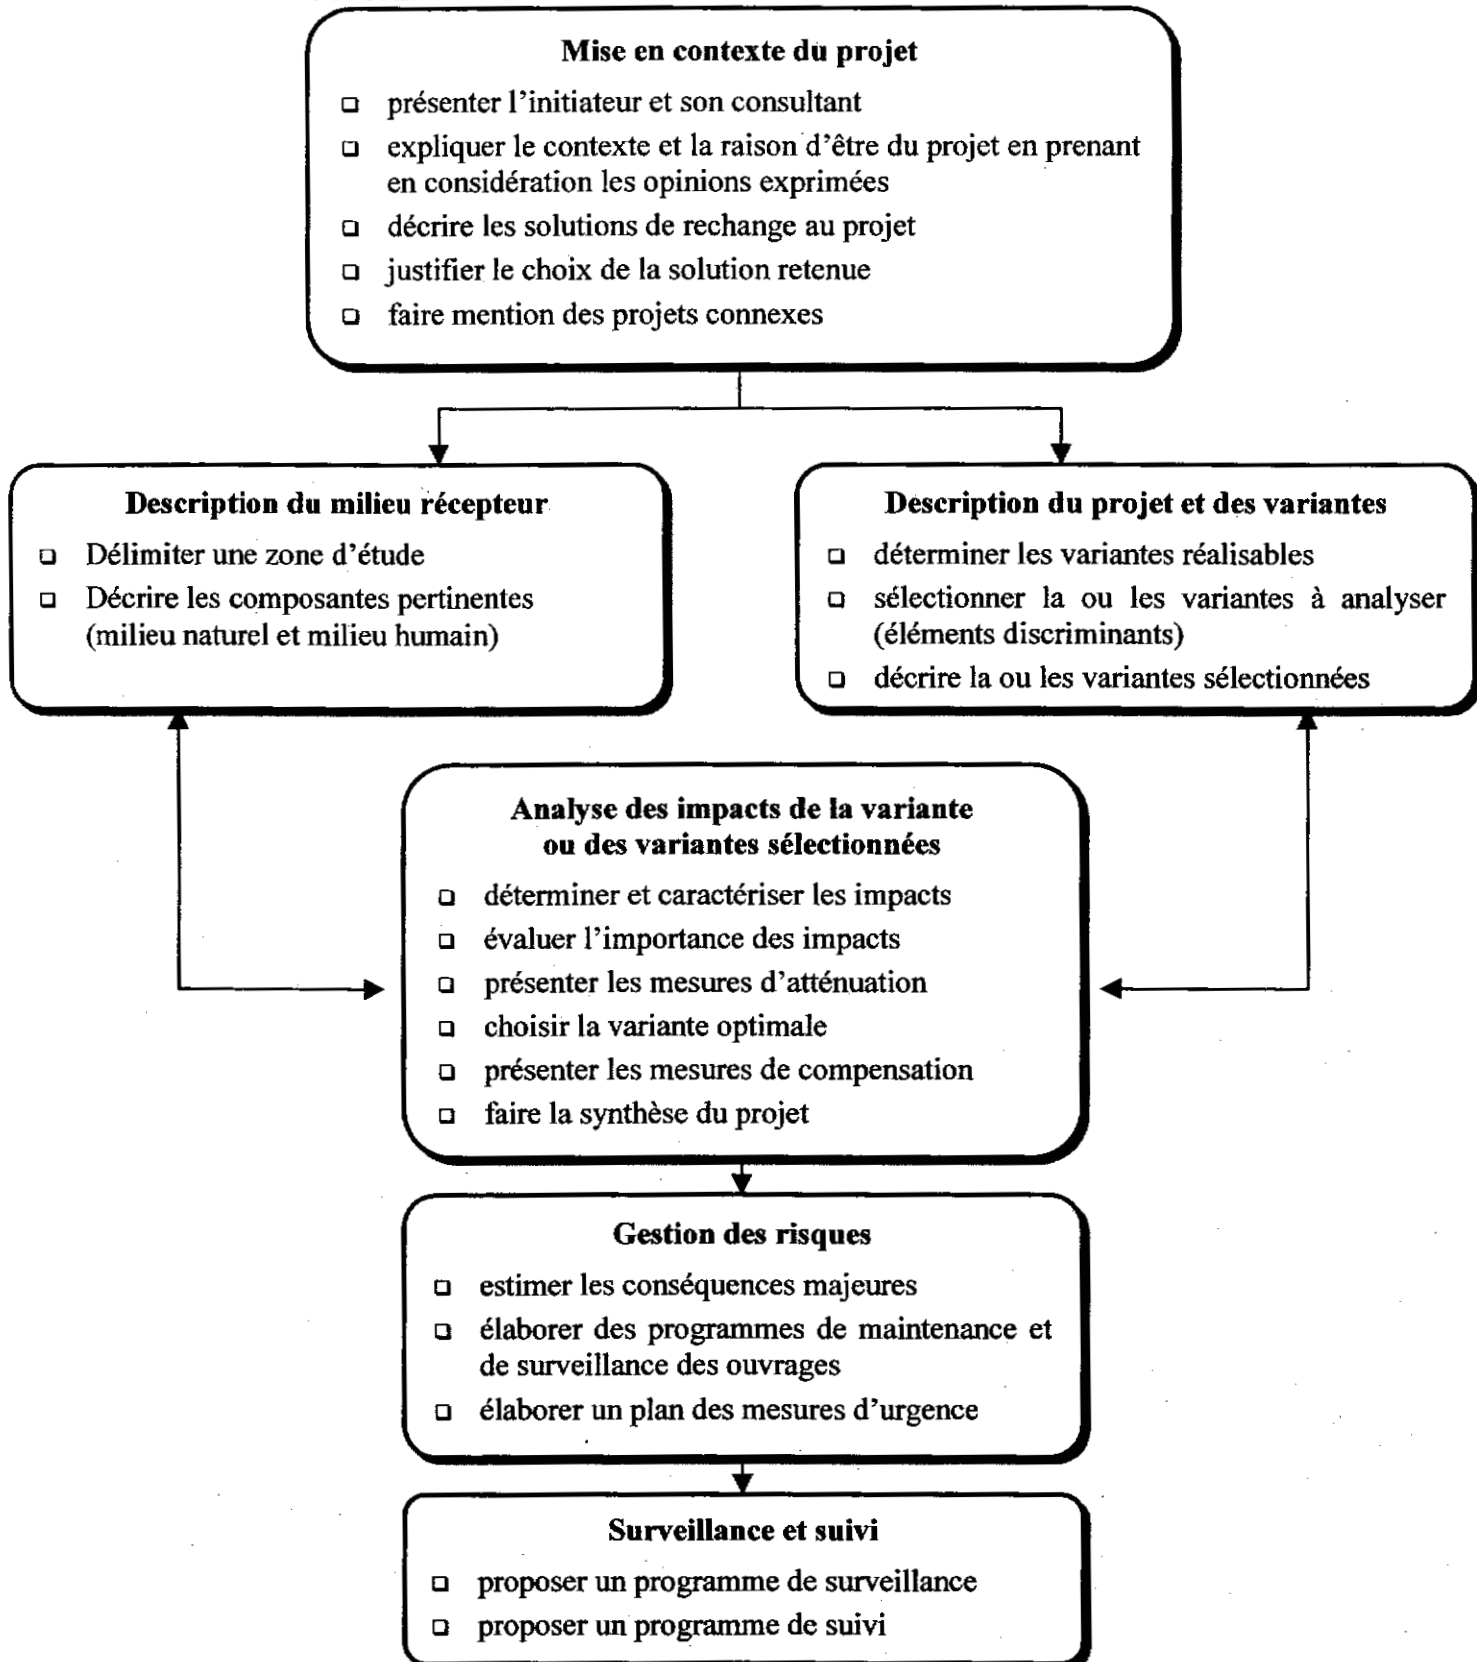 Mise en contexte du projet
❑ présenter l'initiateur et son consultant
❑ expliquer le contexte et la raison d'être du projet en prenant
en considération les opinions exprimées
❑ décrire les solutions de rechange au projet
❑ justifier le choix de la solution retenue
❑ faire mention des projets connexes
Description du milieu récepteur
❑ Délimiter une zone d'étude
❑ Décrire les composantes pertinentes
(milieu naturel et milieu humain)
Description du projet et des variantes
❑ déterminer les variantes réalisables
❑ sélectionner la ou les variantes à analyser
(éléments discriminants)
❑ décrire la ou les variantes sélectionnées
Analyse des impacts de la variante
ou des variantes sélectionnées
❑ déterminer et caractériser les impacts
❑ évaluer l'importance des impacts
❑ présenter les mesures d'atténuation
❑ choisir la variante optimale
❑ présenter les mesures de compensation
❑ faire la synthèse du projet
Gestion des risques
❑ estimer les conséquences majeures
❑ élaborer des programmes de maintenance et
de surveillance des ouvrages
❑ élaborer un plan des mesures d'urgence
Surveillance et suivi
❑ proposer un programme de surveillance
❑ proposer un programme de suivi